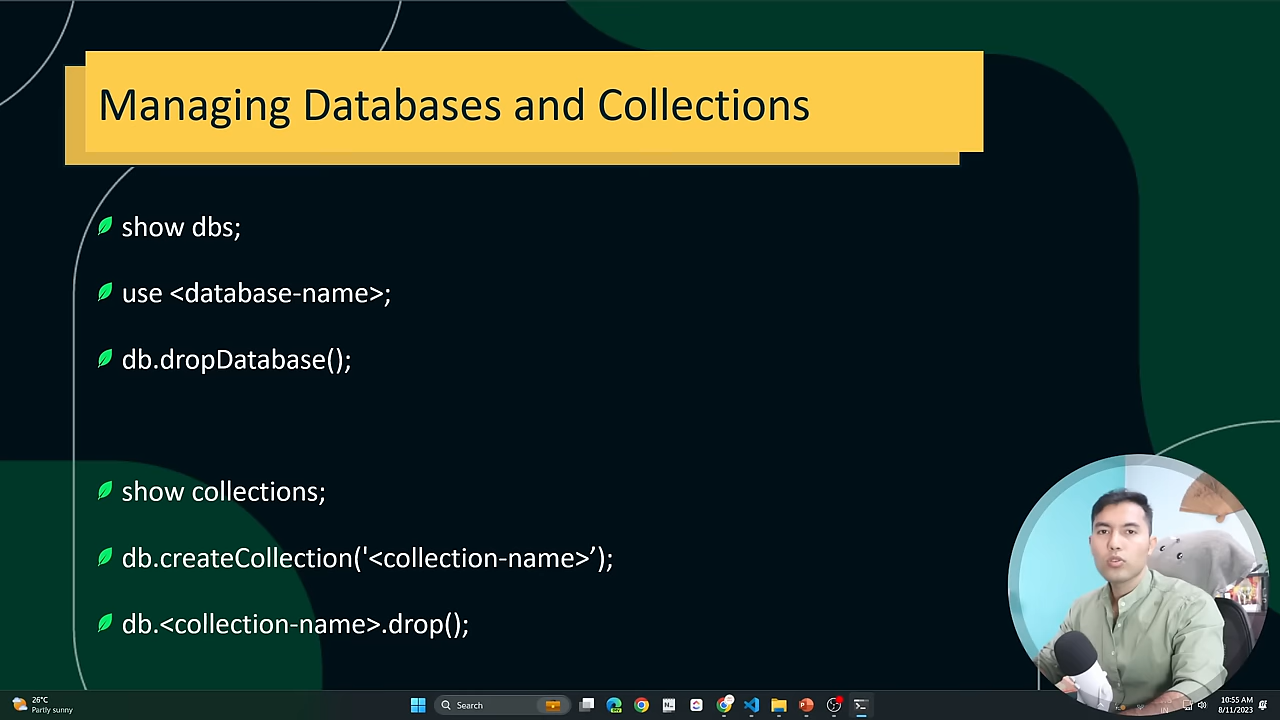 Managing Databases and Collections
show dbs;
use <database-name>;
db.dropDatabase();
show collections;
db.createCollection('<collection-name>’);
db.<collection-name>.drop();
26°C
Partly sunny
Search
10:55 AM
8/11/2023